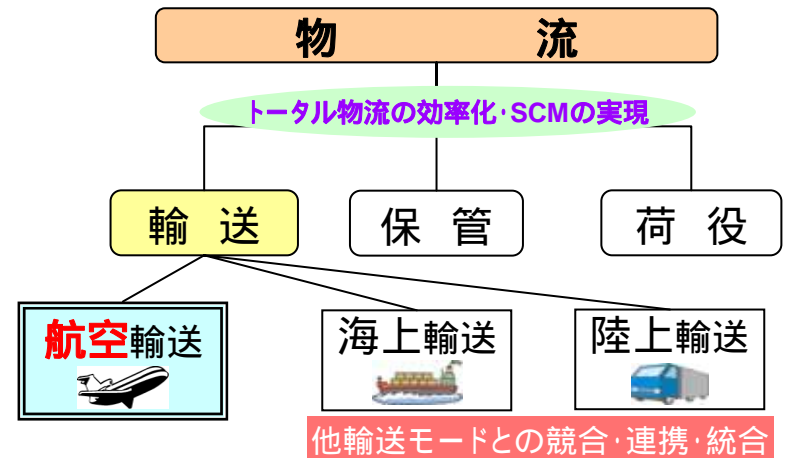 物 流
トータル物流の効率化・SCMの実現
輸 送
保 管
荷 役
航空輸送
海上輸送
陸上輸送
他輸送モードとの競合・連携・統合